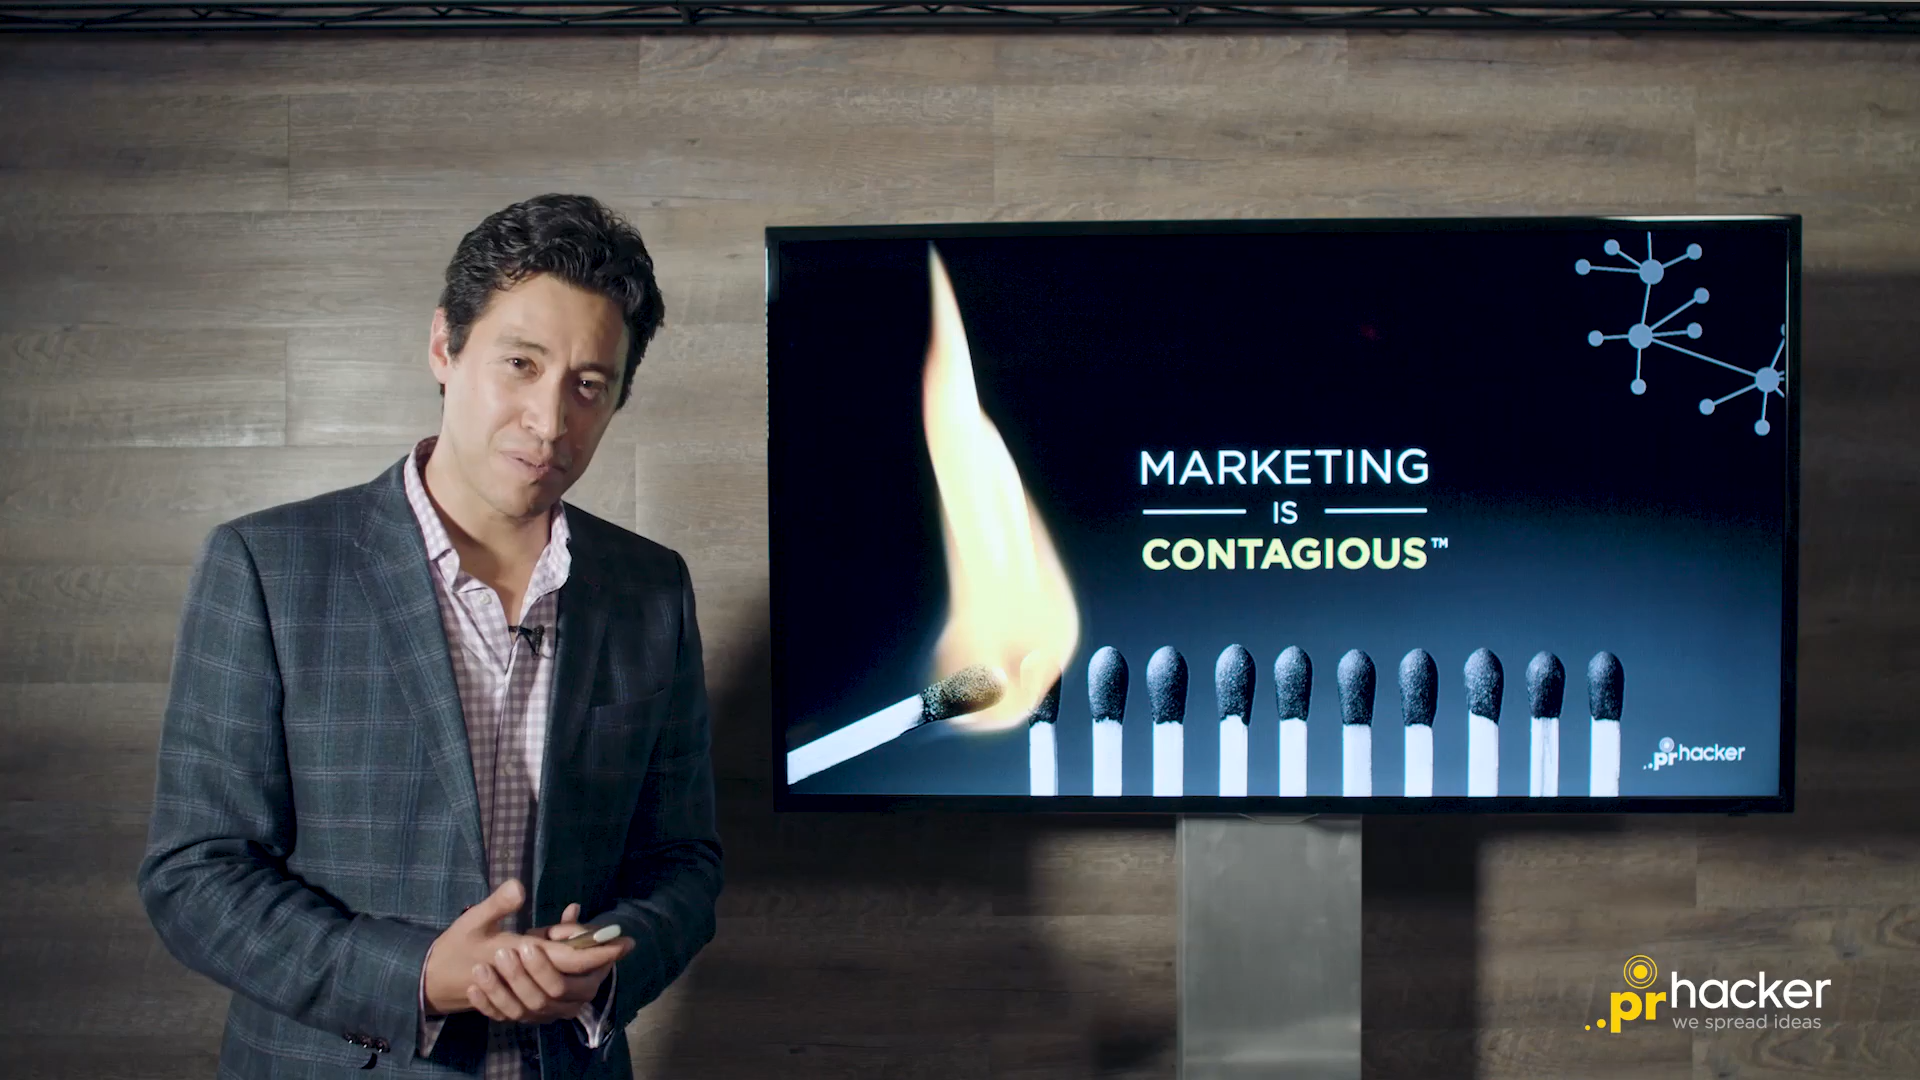 MARKETING
IS
CONTAGIOUS™
..prhacker
..prhacker
we spread ideas